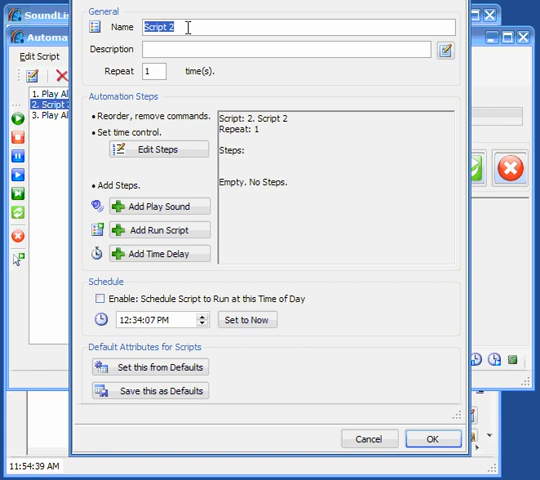 SoundLis
Automa
Edit Script
1. Play Al
2. Script
3. Play Al
General
Name
Script 2
Description
Repeat
1
time(s).
Automation Steps
• Reorder, remove commands.
• Set time control.
Edit Steps
• Add Steps.
Add Play Sound
Add Run Script
Add Time Delay
Script: 2. Script 2
Repeat: 1
Steps:
Empty. No Steps.
Schedule
Enable: Schedule Script to Run at this Time of Day
12:34:07 PM
Set to Now
Default Attributes for Scripts
Set this from Defaults
Save this as Defaults
Cancel
OK
11:54:39 AM